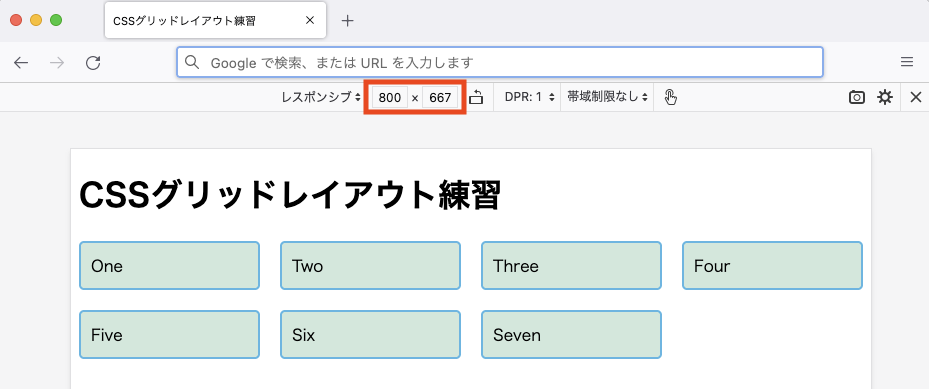 CSSグリッドレイアウト練習
Google で検索、または URL を入力します
レスポンシブ 800 × 667 DPR: 1 帯域制限なし
CSSグリッドレイアウト練習
One Two Three Four
Five Six Seven